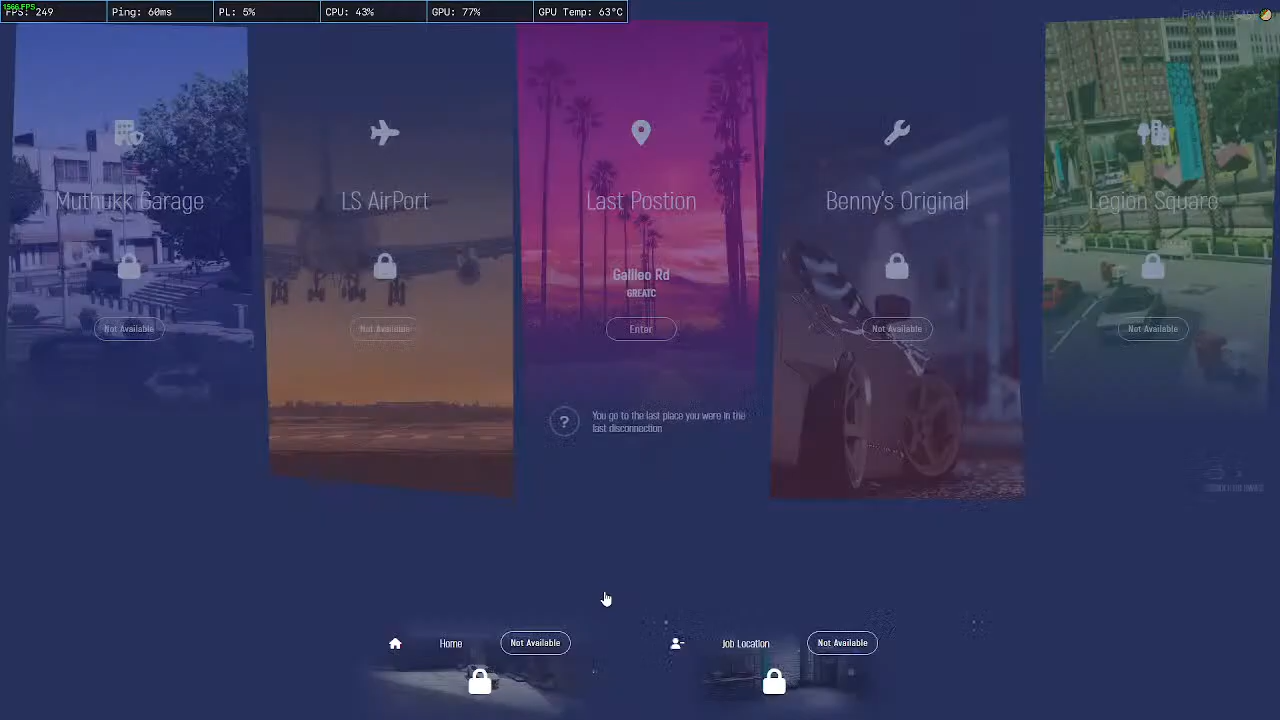 FPS: 249
Ping: 60ms
PL: 5%
CPU: 43%
GPU: 77%
GPU Temp: 63°C
Muthukk Garage
Not Available
LS AirPort
Not Available
Last Postion
Galileo Rd
GREATC
Enter
?
You go to the last place you were in the
last disconnection
Benny's Original
Not Available
Legion Square
Not Available
Home
Not Available
Job Location
Not Available